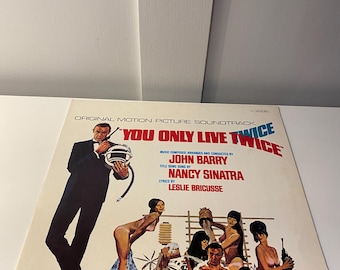 ORIGINAL MOTION PICTURE SOUNDTRACK
YOU ONLY LIVE TWICE
TWICE
MUSIC COMPOSED, ARRANGED AND CONDUCTED BY
JOHN BARRY
TITLE SONG SUNG BY
NANCY SINATRA
LYRICS BY
LESLIE BRICUSSE